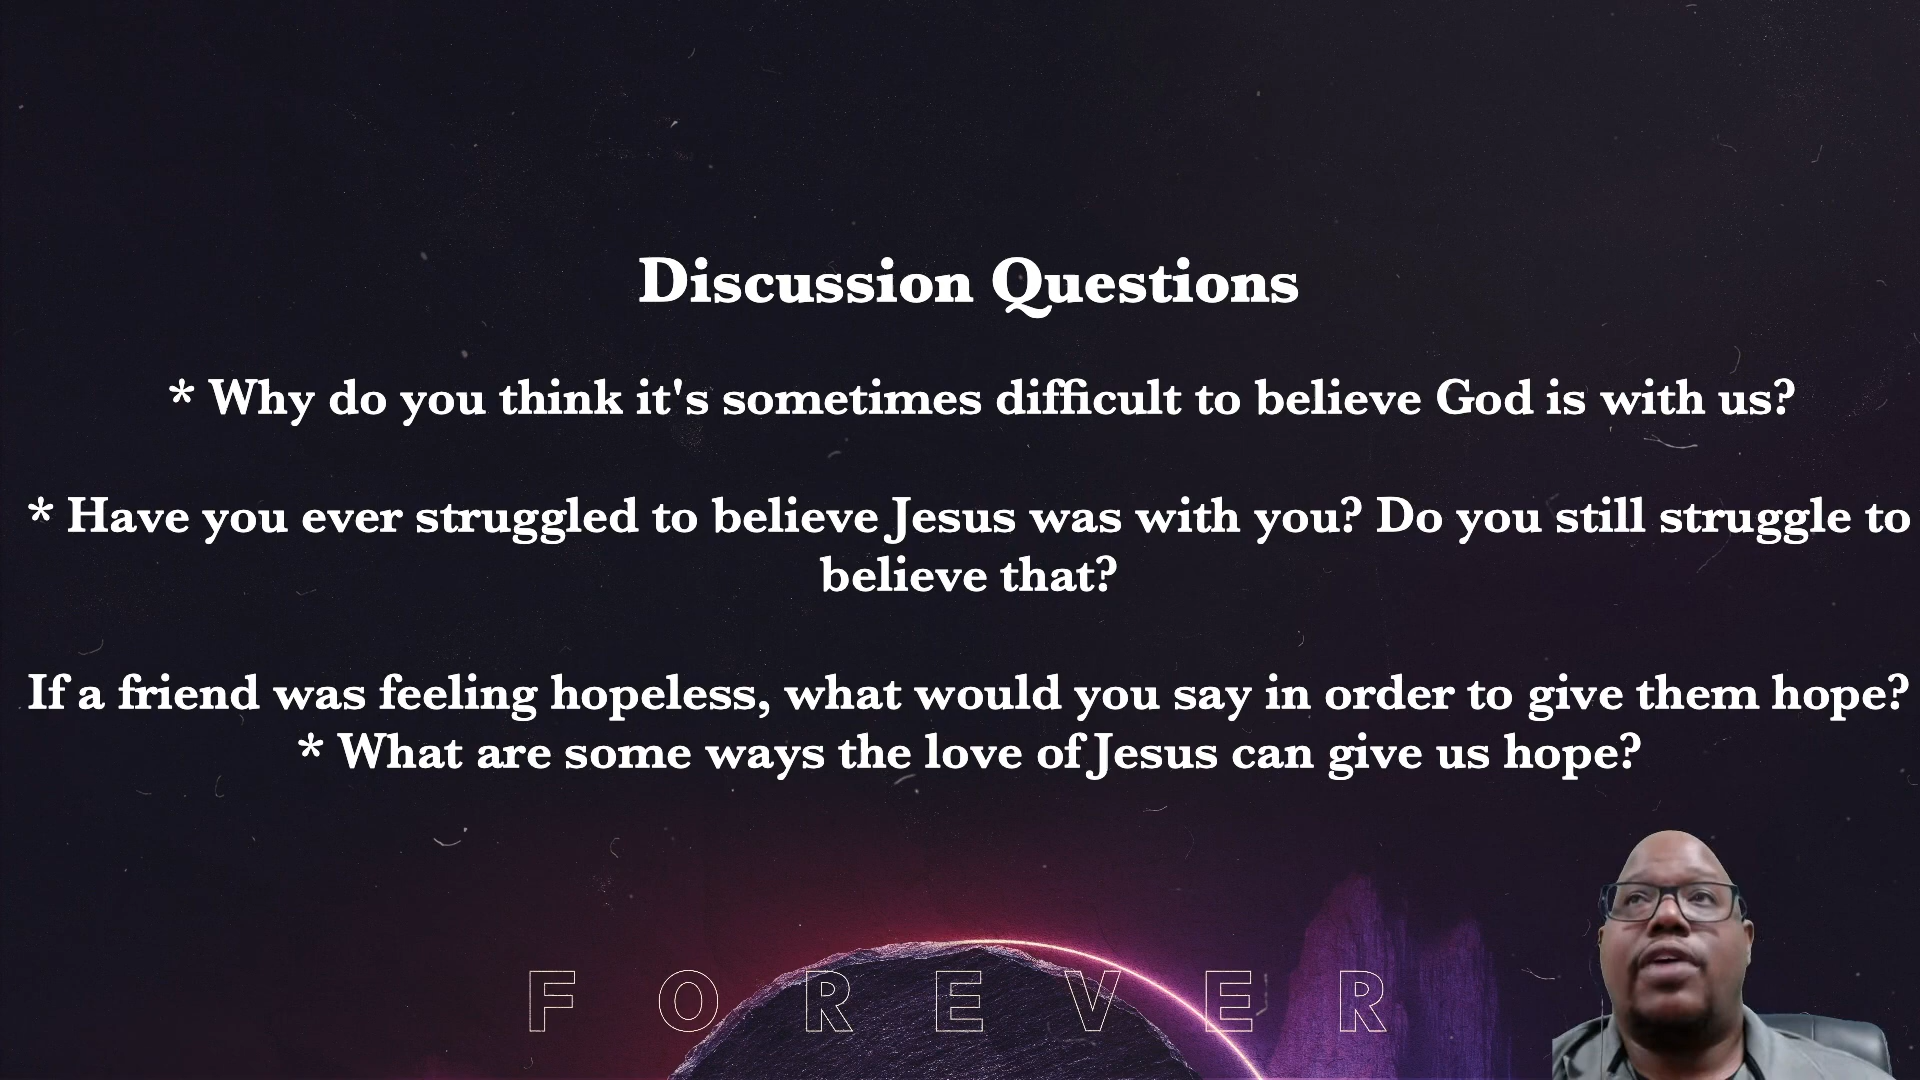 Discussion Questions
* Why do you think it's sometimes difficult to believe God is with us?
* Have you ever struggled to believe Jesus was with you? Do you still struggle to
believe that?
If a friend was feeling hopeless, what would you say in order to give them hope?
* What are some ways the love of Jesus can give us hope?
FOREVER